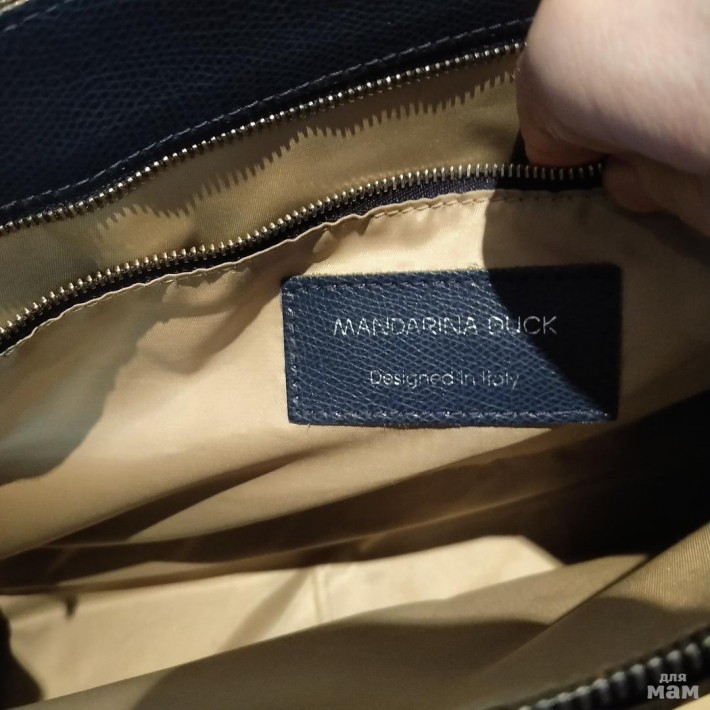 MANDARINA DUCK
Designed in Italy
для
мам